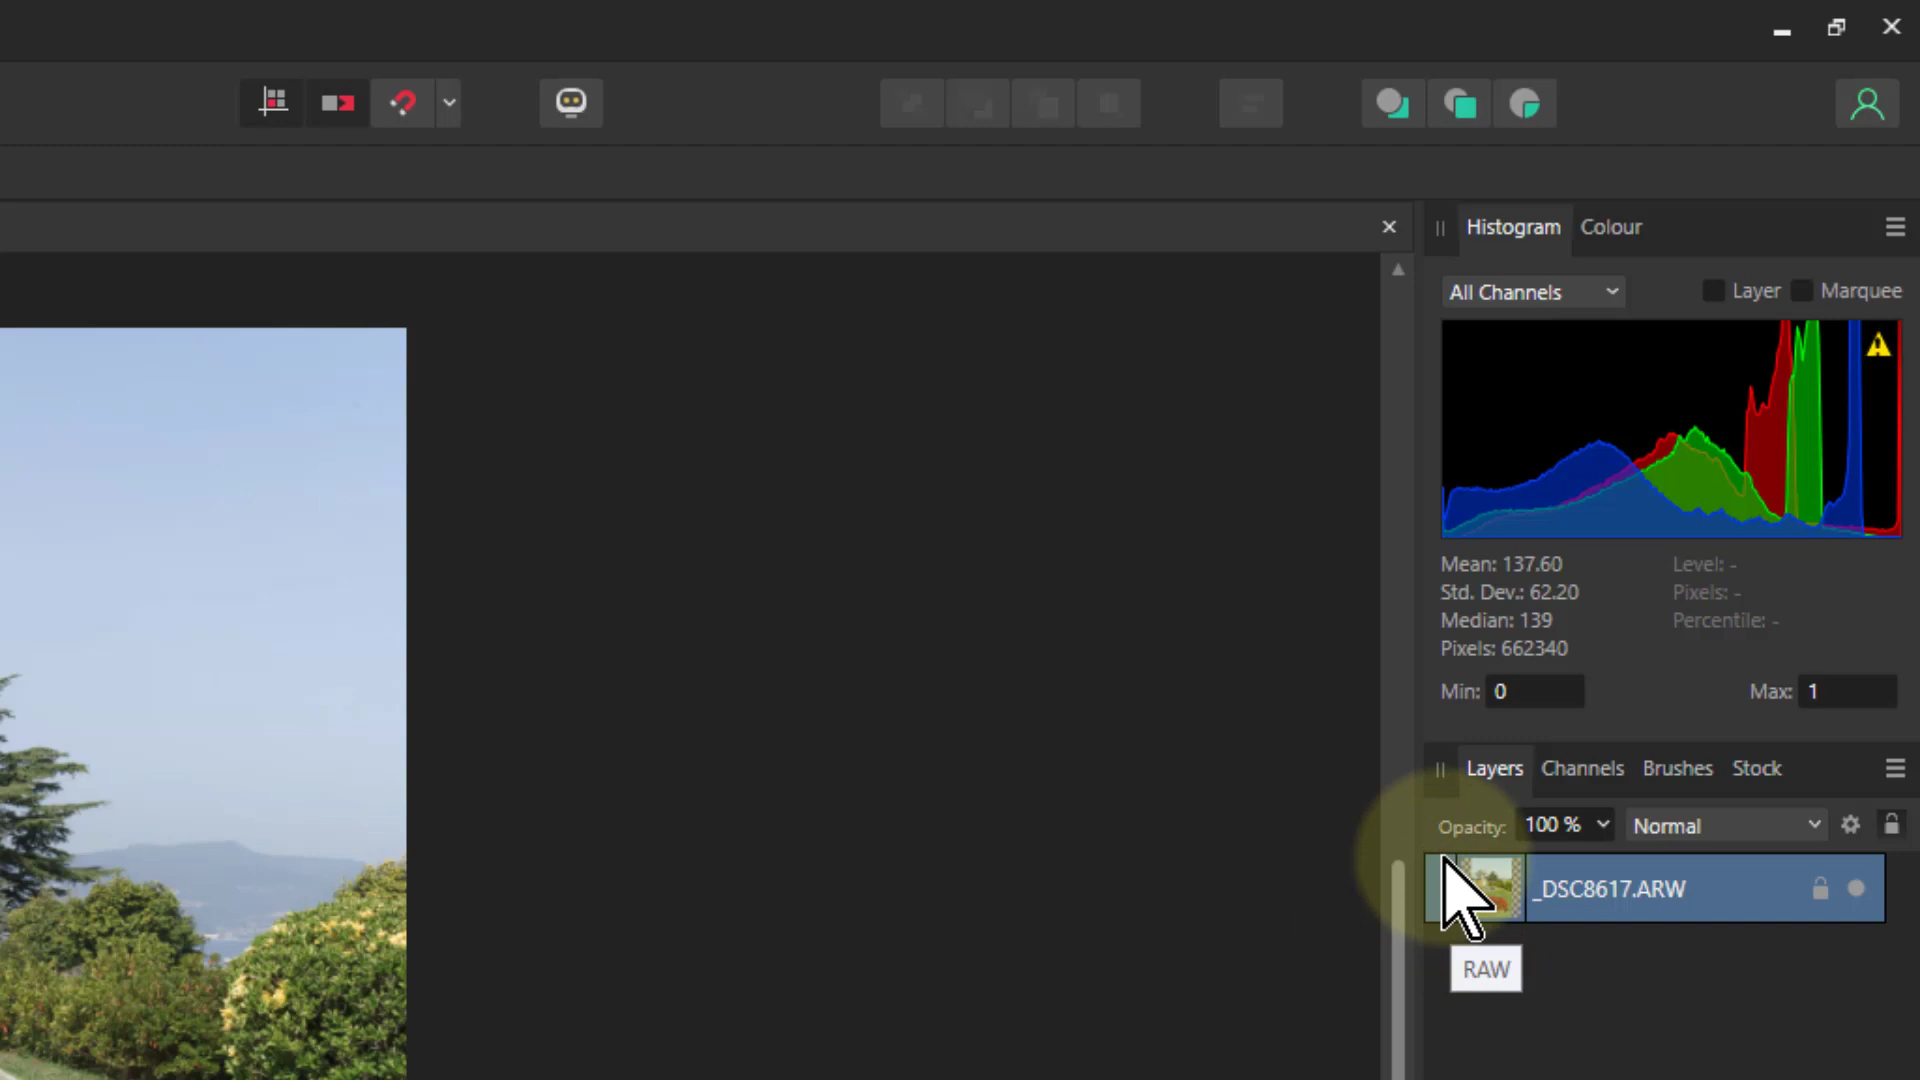 Histogram Colour
All Channels Layer Marquee
Mean: 137.60 Level: -
Std. Dev.: 62.20 Pixels: -
Median: 139 Percentile: -
Pixels: 662340
Min: 0 Max: 1
Layers Channels Brushes Stock
Opacity: 100 % Normal
_DSC8617.ARW
RAW